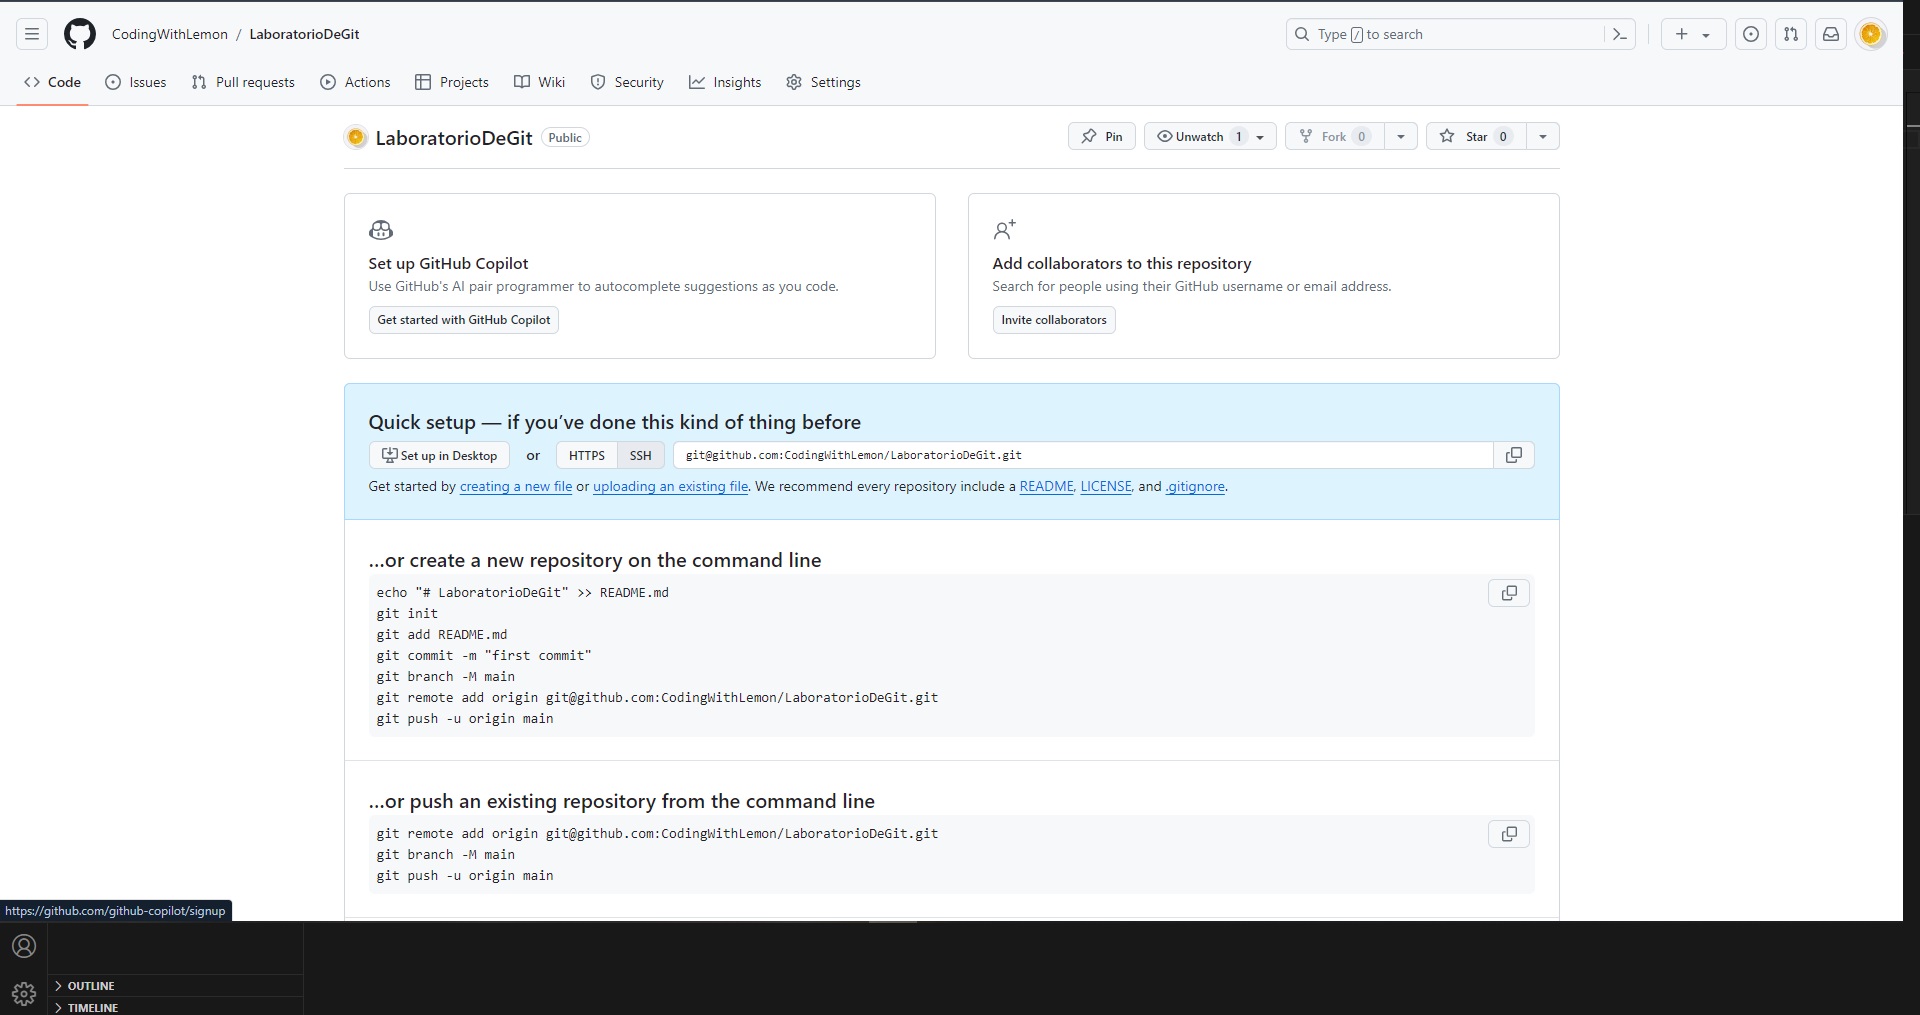 CodingWithLemon / LaboratorioDeGit
Type / to search
Code Issues Pull requests Actions Projects Wiki Security Insights Settings
LaboratorioDeGit Public
Pin Unwatch 1 Fork 0 Star 0
Set up GitHub Copilot
Use GitHub's AI pair programmer to autocomplete suggestions as you code.
Get started with GitHub Copilot
Add collaborators to this repository
Search for people using their GitHub username or email address.
Invite collaborators
Quick setup — if you’ve done this kind of thing before
Set up in Desktop or HTTPS SSH git@github.com:CodingWithLemon/LaboratorioDeGit.git
Get started by creating a new file or uploading an existing file. We recommend every repository include a README, LICENSE, and .gitignore.
…or create a new repository on the command line
echo "# LaboratorioDeGit" >> README.md
git init
git add README.md
git commit -m "first commit"
git branch -M main
git remote add origin git@github.com:CodingWithLemon/LaboratorioDeGit.git
git push -u origin main
…or push an existing repository from the command line
git remote add origin git@github.com:CodingWithLemon/LaboratorioDeGit.git
git branch -M main
git push -u origin main
https://github.com/github-copilot/signup
OUTLINE
TIMELINE